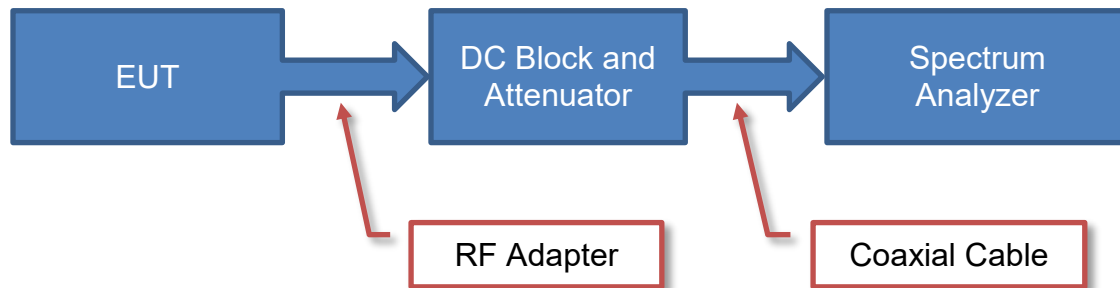 EUT
DC Block and
Attenuator
Spectrum
Analyzer
RF Adapter
Coaxial Cable